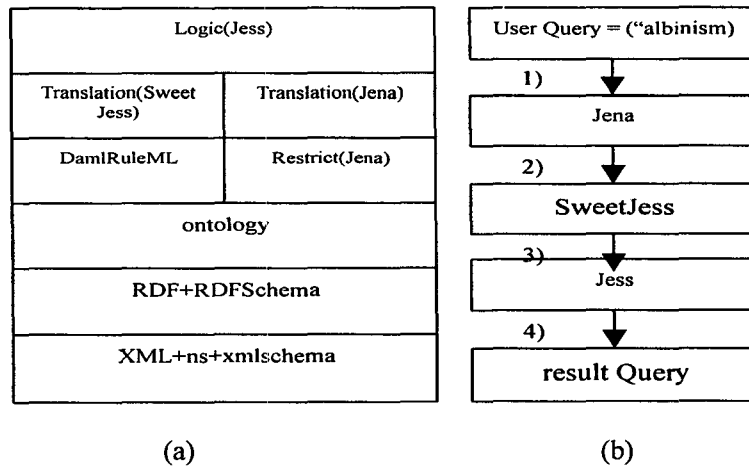 Logic(Jess)
Translation(Sweet
Jess)
Translation(Jena)
DamlRuleML
Restrict(Jena)
ontology
RDF+RDFSchema
XML+ns+xmlschema
(a)
User Query = (“albinism)
1)
Jena
2)
SweetJess
3)
Jess
4)
result Query
(b)